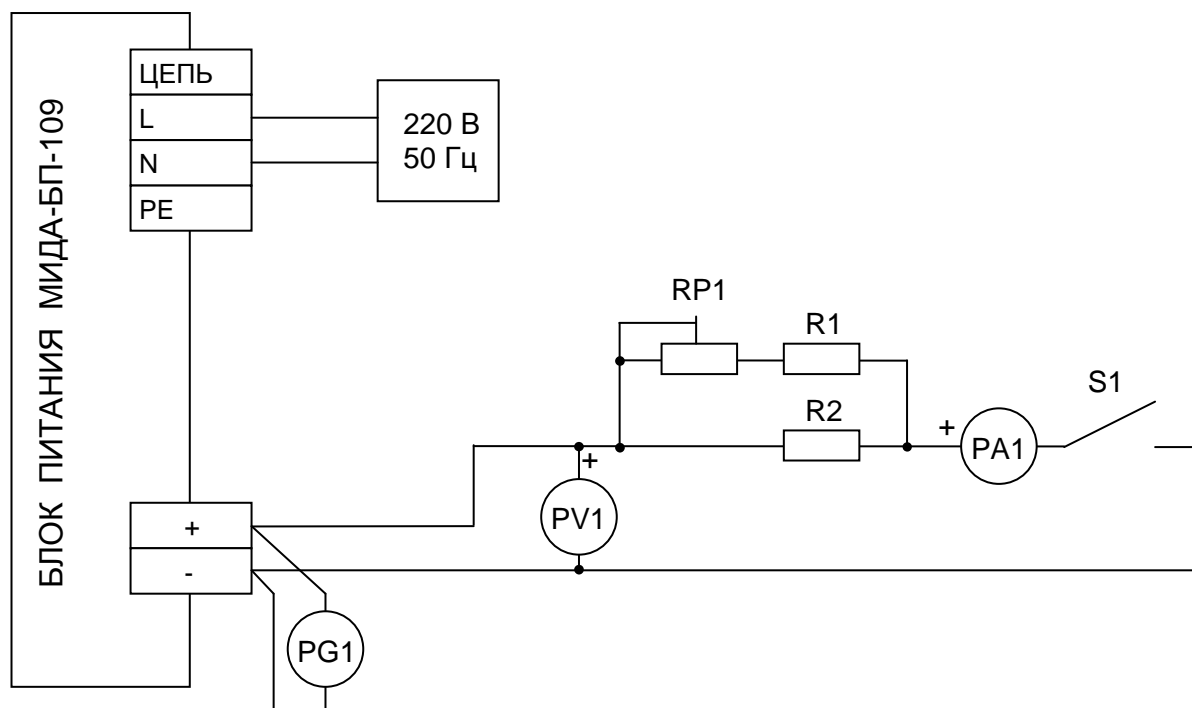 БЛОК ПИТАНИЯ МИДА-БП-109
ЦЕПЬ
L
N
PE
220 В
50 Гц
RP1
R1
R2
S1
+
PA1
+
PV1
+
-
PG1